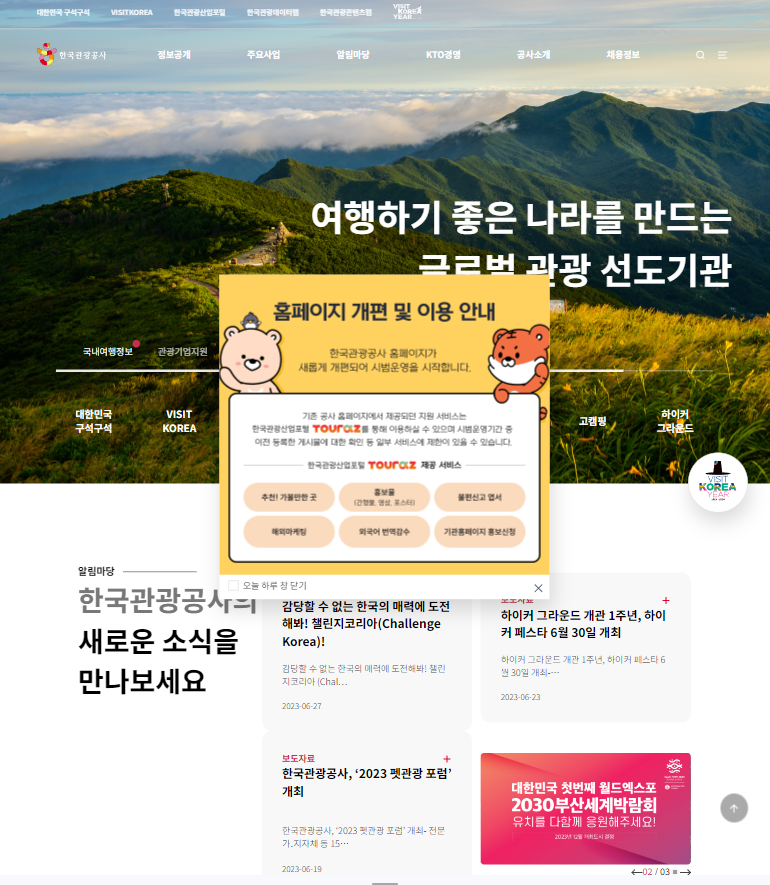 대한민국 구석구석
VISITKOREA
한국관광산업포털
한국관광데이터랩
한국관광콘텐츠랩
VISIT
KOREA
YEAR
한국관광공사
정보공개
주요사업
알림마당
KTO경영
공사소개
채용정보
여행하기 좋은 나라를 만드는
글로벌 관광 선도기관
국내여행정보
관광기업지원
대한민국
구석구석
VISIT
KOREA
고캠핑
하이커
그라운드
홈페이지 개편 및 이용 안내
한국관광공사 홈페이지가
새롭게 개편되어 시범운영을 시작합니다.
기존 공사 홈페이지에서 제공되던 지원 서비스는
한국관광산업포털 TOURAZ를 통해 이용하실 수 있으며 시범운영기간 중
이전 등록한 게시물에 대한 확인 등 일부 서비스에 제한이 있을 수 있습니다.
한국관광산업포털 TOURAZ 제공 서비스
추천! 가볼만한 곳
홍보물
(간행물, 영상, 포스터)
불편신고 엽서
해외마케팅
외국어 번역감수
기관홈페이지 홍보신청
오늘 하루 창 닫기
VISIT
KOREA
YEAR
2023-2024
알림마당
한국관광공사의
새로운 소식을
만나보세요
감당할 수 없는 한국의 매력에 도전
해봐! 챌린지코리아(Challenge
Korea)!
감당할 수 없는 한국의 매력에 도전해봐! 챌린
지코리아 (Chal…
2023-06-27
보도자료
하이커 그라운드 개관 1주년, 하이
커 페스타 6월 30일 개최
하이커 그라운드 개관 1주년, 하이커 페스타 6
월 30일 개최-…
2023-06-23
보도자료
한국관광공사, ‘2023 펫관광 포럼’
개최
한국관광공사, ‘2023 펫관광 포럼’ 개최- 전문
가․지자체 등 15…
2023-06-19
대한민국 첫번째 월드엑스포
2030부산세계박람회
유치를 다함께 응원해주세요!
2023년 12월 개최도시 결정
02 / 03